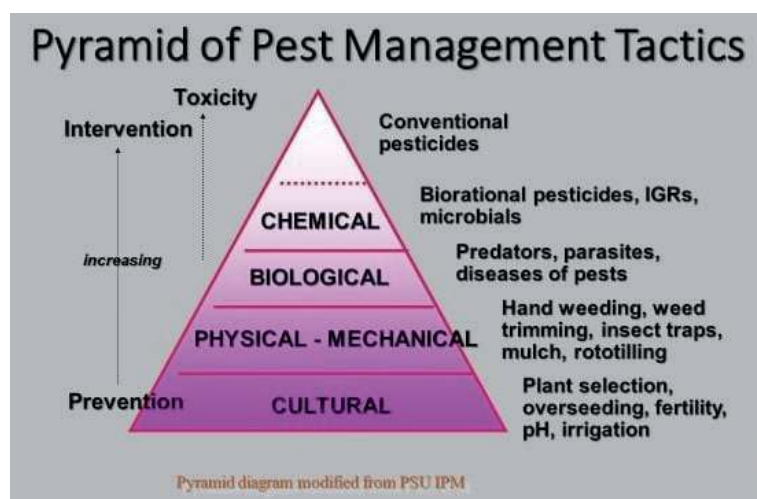 Pyramid of Pest Management Tactics
Toxicity
Intervention
increasing
Prevention
Conventional
pesticides
CHEMICAL
Biorational pesticides, IGRs,
microbials
BIOLOGICAL
Predators, parasites,
diseases of pests
PHYSICAL - MECHANICAL
Hand weeding, weed
trimming, insect traps,
mulch, rototilling
CULTURAL
Plant selection,
overseeding, fertility,
pH, irrigation
Pyramid diagram modified from PSU IPM